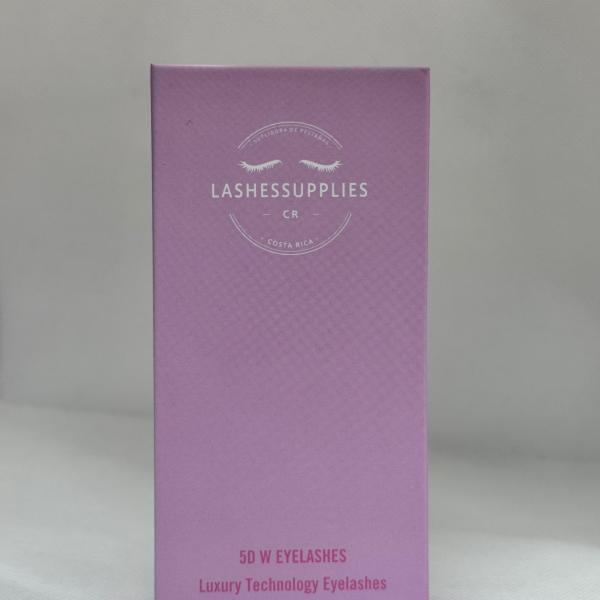 SUPLIDORA DE PESTAÑAS
LASHESSUPPLIES
CR
COSTA RICA
5D W EYELASHES
Luxury Technology Eyelashes